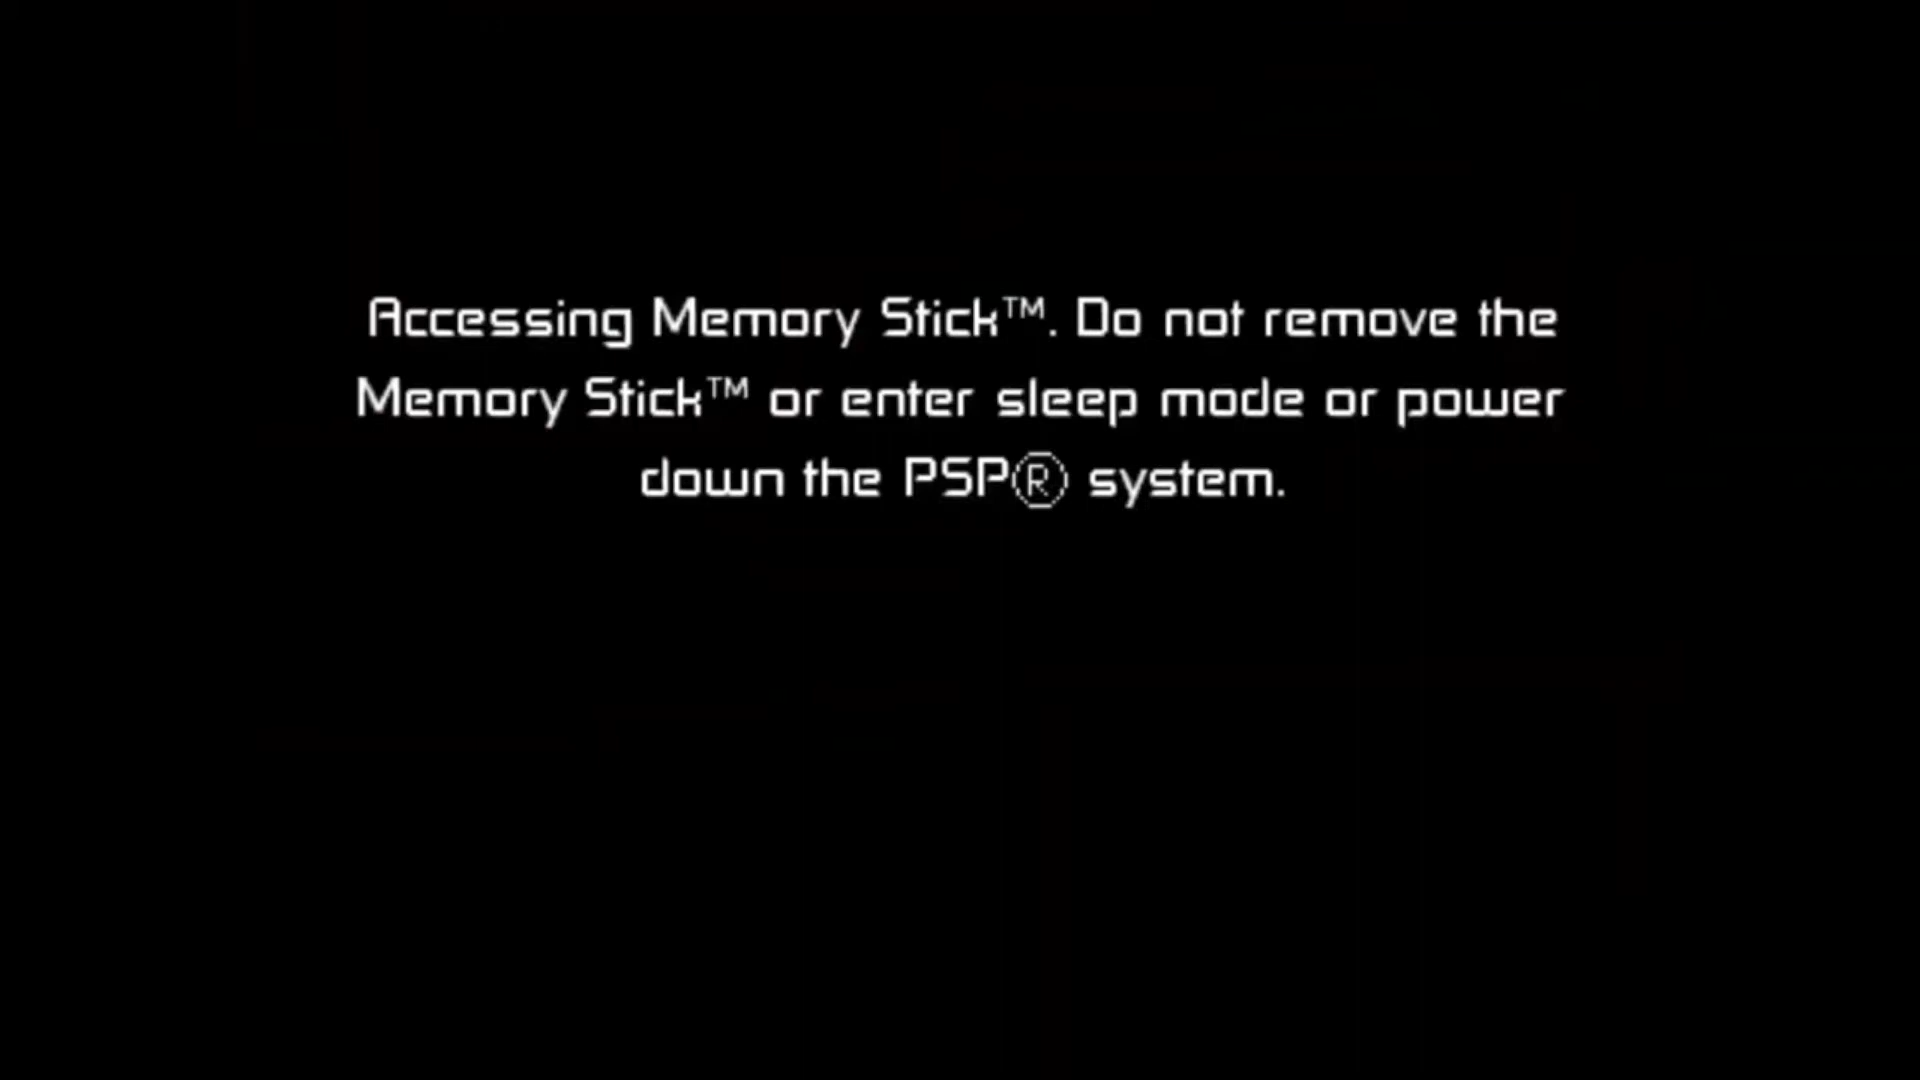 Accessing Memory Stick™. Do not remove the
Memory Stick™ or enter sleep mode or power
down the PSP® system.